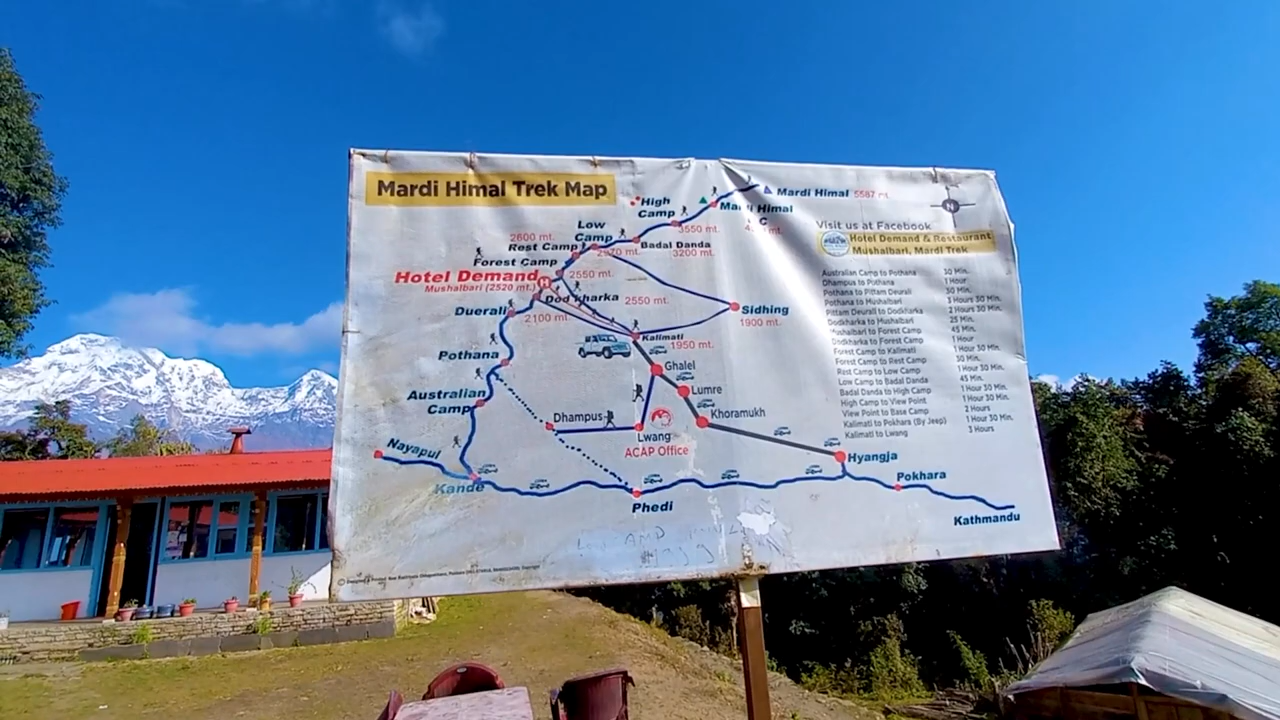 Mardi Himal Trek Map
Mardi Himal 5587 mt.
High
Camp
Mardi Himal
3550 mt.
Low
Camp
Badal Danda
3200 mt.
2600 mt.
Rest Camp
2970 mt.
Forest Camp
2550 mt.
Hotel Demand
Mushalbari (2520 mt.)
Dodkharka
2550 mt.
Sidhing
1900 mt.
Duerali
2100 mt.
Kalimati
1950 mt.
Pothana
Ghalel
Australian
Camp
Lumre
Dhampus
Khoramukh
Lwang
ACAP Office
Nayapul
Hyangja
Kande
Pokhara
Phedi
Kathmandu
N
Visit us at Facebook
Hotel Demand & Restaurant
Mushalbari, Mardi Trek
Australian Camp to Pothana 30 Min.
Dhampus to Pithana 1 Hour
Pothana to Pittam Deurali 30 Min.
Pothana to Mushalbari 3 Hours 30 Min.
Pittam Deurali to Dodkharka 2 Hours 30 Min.
Dodkharka to Mushalbari 25 Min.
Mushalbari to Forest Camp 45 Min.
Dodkharka to Forest Camp 1 Hour
Forest Camp to Kalimati 1 Hour 30 Min.
Forest Camp to Rest Camp 30 Min.
Rest Camp to Low Camp 1 Hour
Low Camp to Badal Danda 45 Min.
Badal Danda to High Camp 1 Hour 30 Min.
High Camp to View Point 1 Hour 30 Min.
View Point to Base Camp 2 Hours
Kalimati to Pokhara (By Jeep) 1 Hour 30 Min.
Kalimati to Lwang 3 Hours